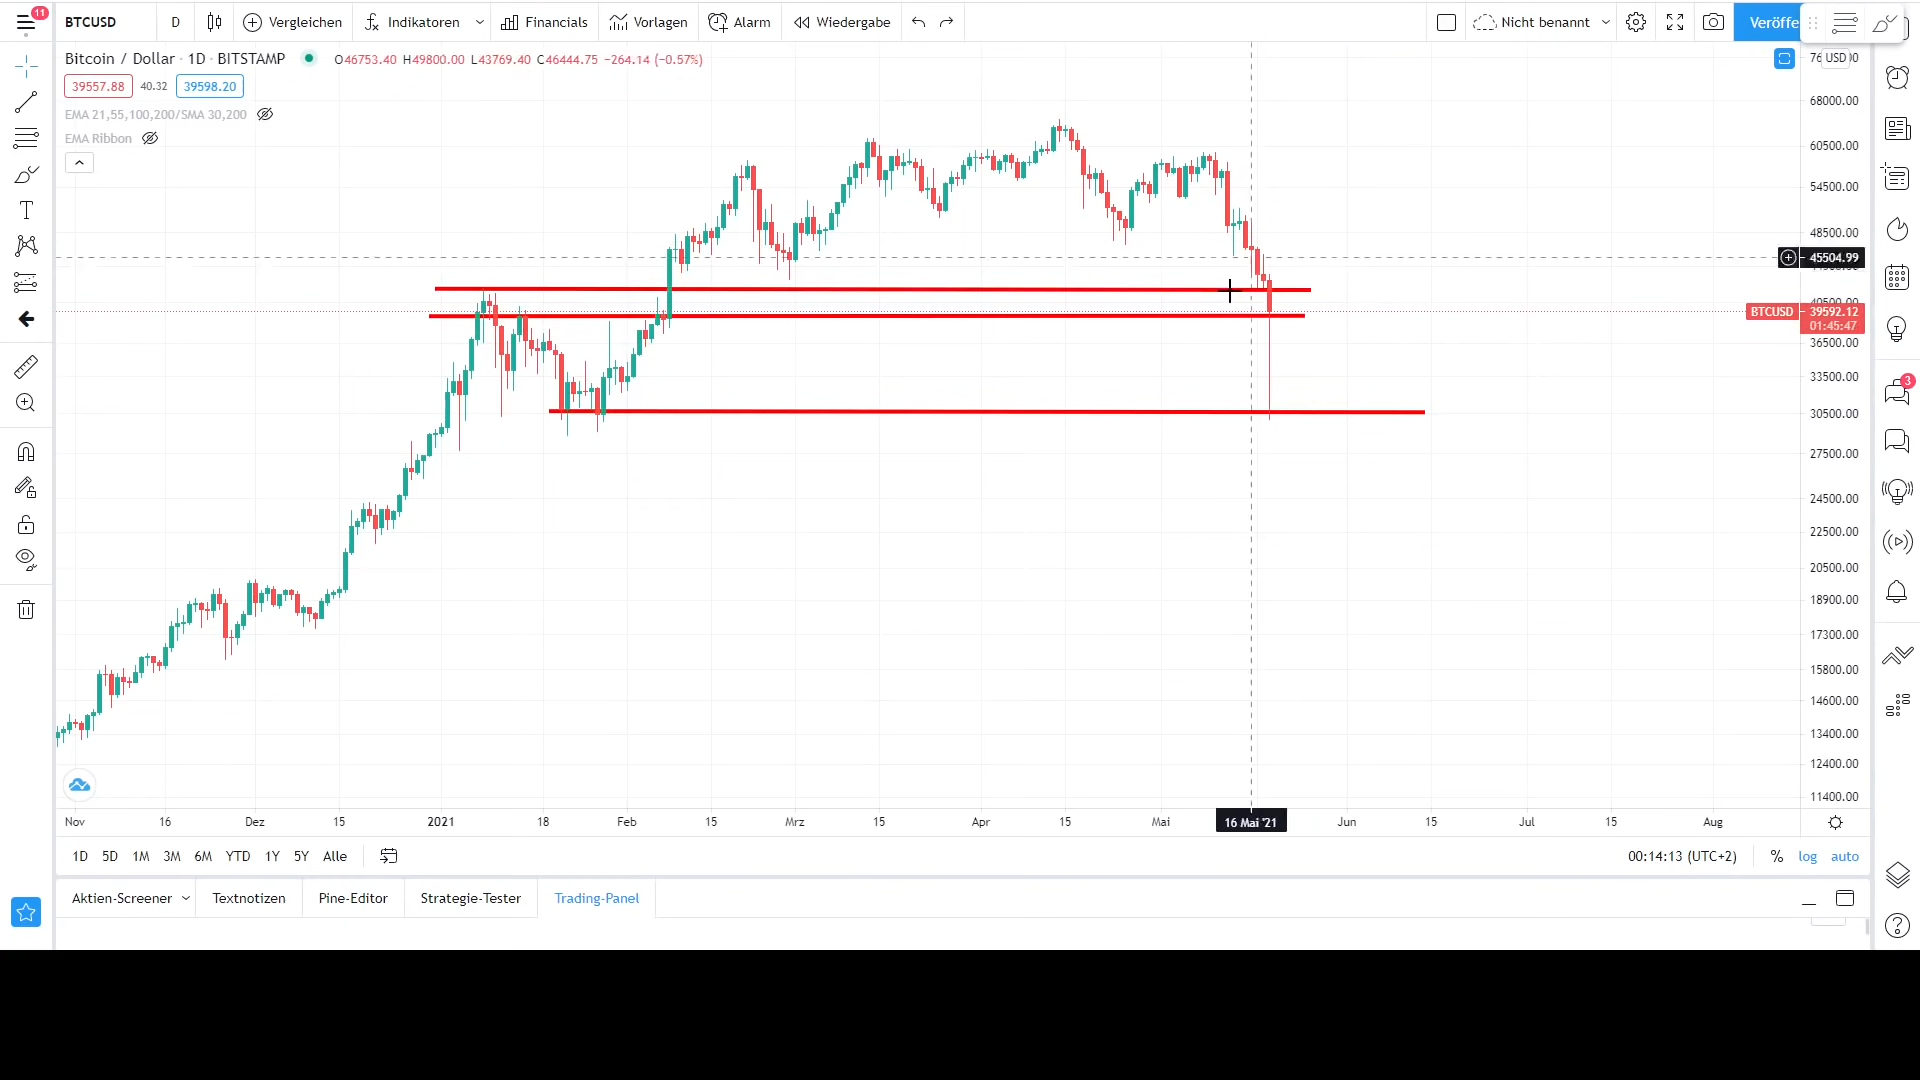 11
BTCUSD D Vergleichen Indikatoren Financials Vorlagen Alarm Wiedergabe Nicht benannt Veröffe
Bitcoin / Dollar · 1D · BITSTAMP O46753.40 H49800.00 L43769.40 C46444.75 −264.14 (−0.57%)
39557.88 40.32 39598.20
EMA 21,55,100,200/SMA 30,200
EMA Ribbon
USD
68000.00
60500.00
54500.00
48500.00
45504.99
40500.00
BTCUSD 39592.12
01:45:47
36500.00
33500.00
3
30500.00
27500.00
24500.00
22500.00
20500.00
18900.00
17300.00
15800.00
14600.00
13400.00
12400.00
11400.00
Nov 16 Dez 15 2021 18 Feb 15 Mrz 15 Apr 15 Mai 16 Mai '21 Jun 15 Jul 15 Aug
1D 5D 1M 3M 6M YTD 1Y 5Y Alle 00:14:13 (UTC+2) % log auto
Aktien-Screener Textnotizen Pine-Editor Strategie-Tester Trading-Panel